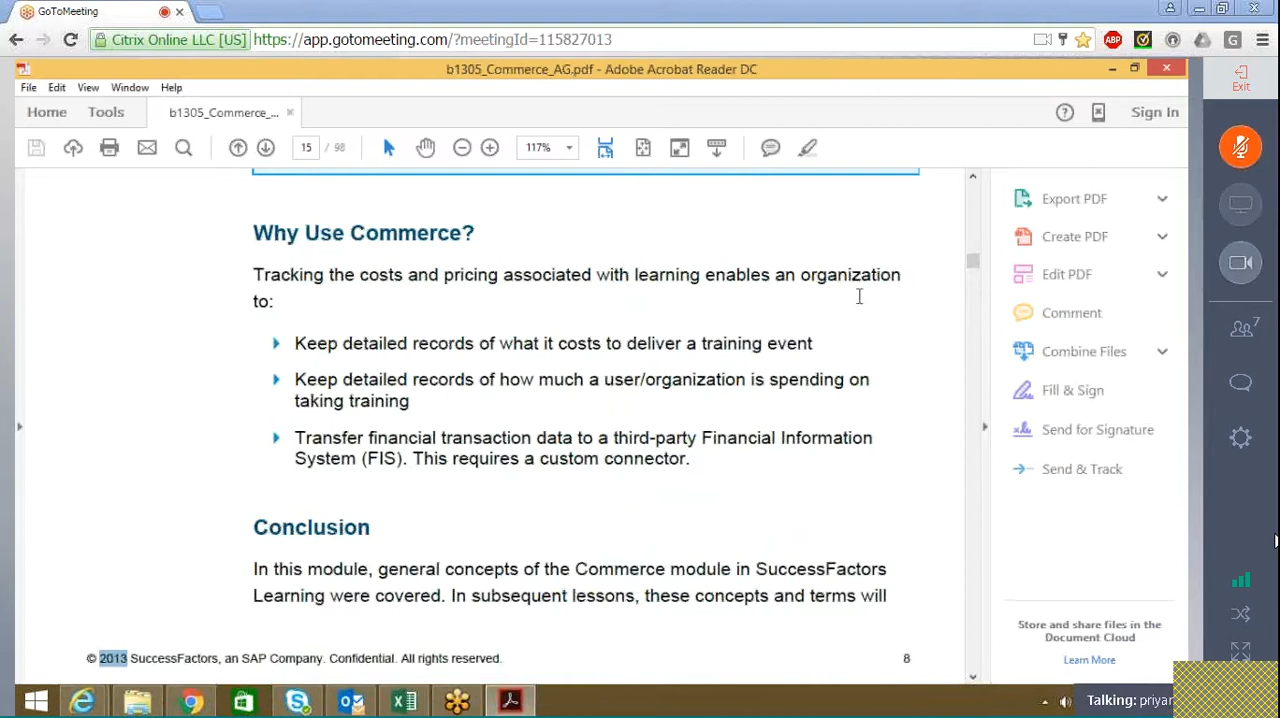 GoToMeeting
Citrix Online LLC [US] https://app.gotomeeting.com/?meetingId=115827013
ABP
G
b1305_Commerce_AG.pdf - Adobe Acrobat Reader DC
Exit
File Edit View Window Help
Home Tools b1305_Commerce_... Sign In
15 / 98 117%
Export PDF
Why Use Commerce?
Create PDF
Tracking the costs and pricing associated with learning enables an organization
Edit PDF
to:
Comment
7
Keep detailed records of what it costs to deliver a training event
Combine Files
Keep detailed records of how much a user/organization is spending on
Fill & Sign
taking training
Send for Signature
Transfer financial transaction data to a third-party Financial Information
System (FIS). This requires a custom connector.
Send & Track
Conclusion
In this module, general concepts of the Commerce module in SuccessFactors
Learning were covered. In subsequent lessons, these concepts and terms will
Store and share files in the
Document Cloud
Learn More
© 2013 SuccessFactors, an SAP Company. Confidential. All rights reserved. 8
Talking: priyan